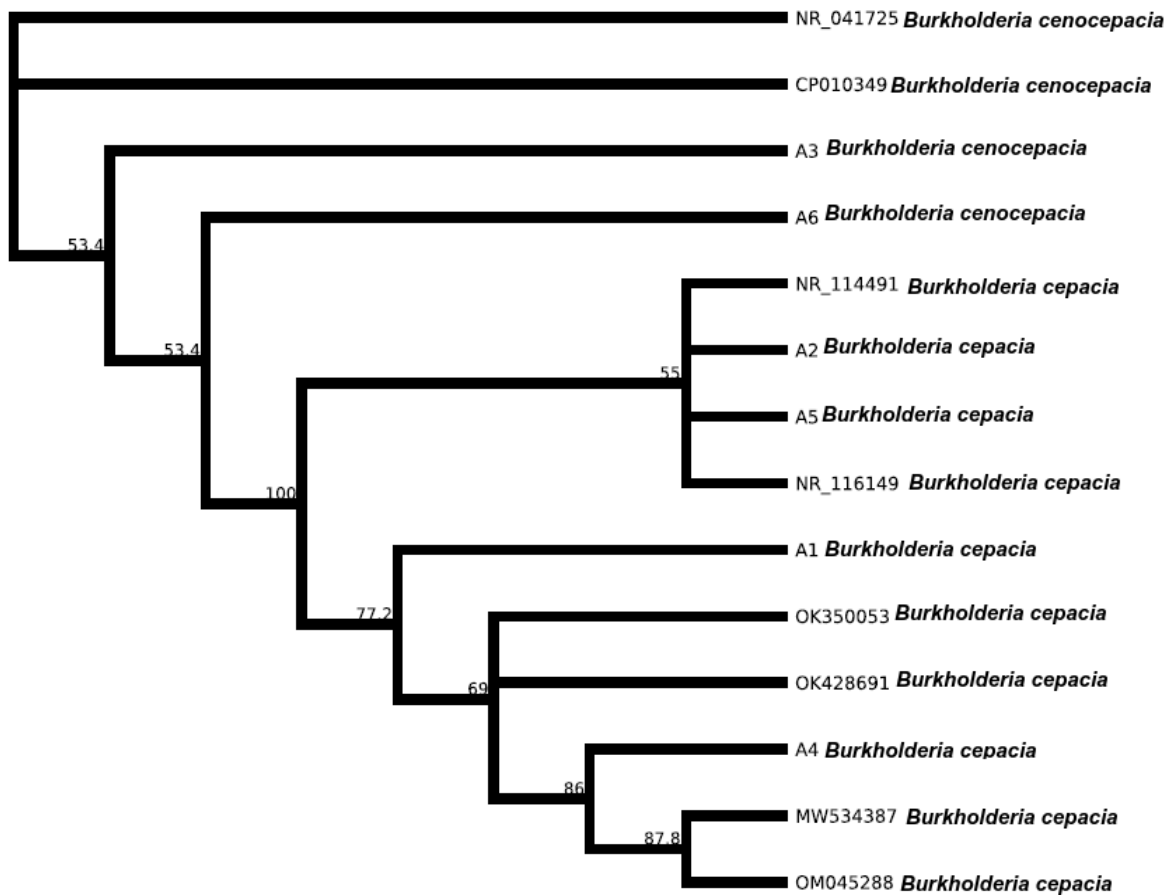 NR_041725 Burkholderia cenocepacia
CP010349 Burkholderia cenocepacia
A3 Burkholderia cenocepacia
A6 Burkholderia cenocepacia
53.4
NR_114491 Burkholderia cepacia
53.4
A2 Burkholderia cepacia
55
A5 Burkholderia cepacia
NR_116149 Burkholderia cepacia
100
A1 Burkholderia cepacia
77.2
OK350053 Burkholderia cepacia
OK428691 Burkholderia cepacia
69
A4 Burkholderia cepacia
86
MW534387 Burkholderia cepacia
87.8
OM045288 Burkholderia cepacia